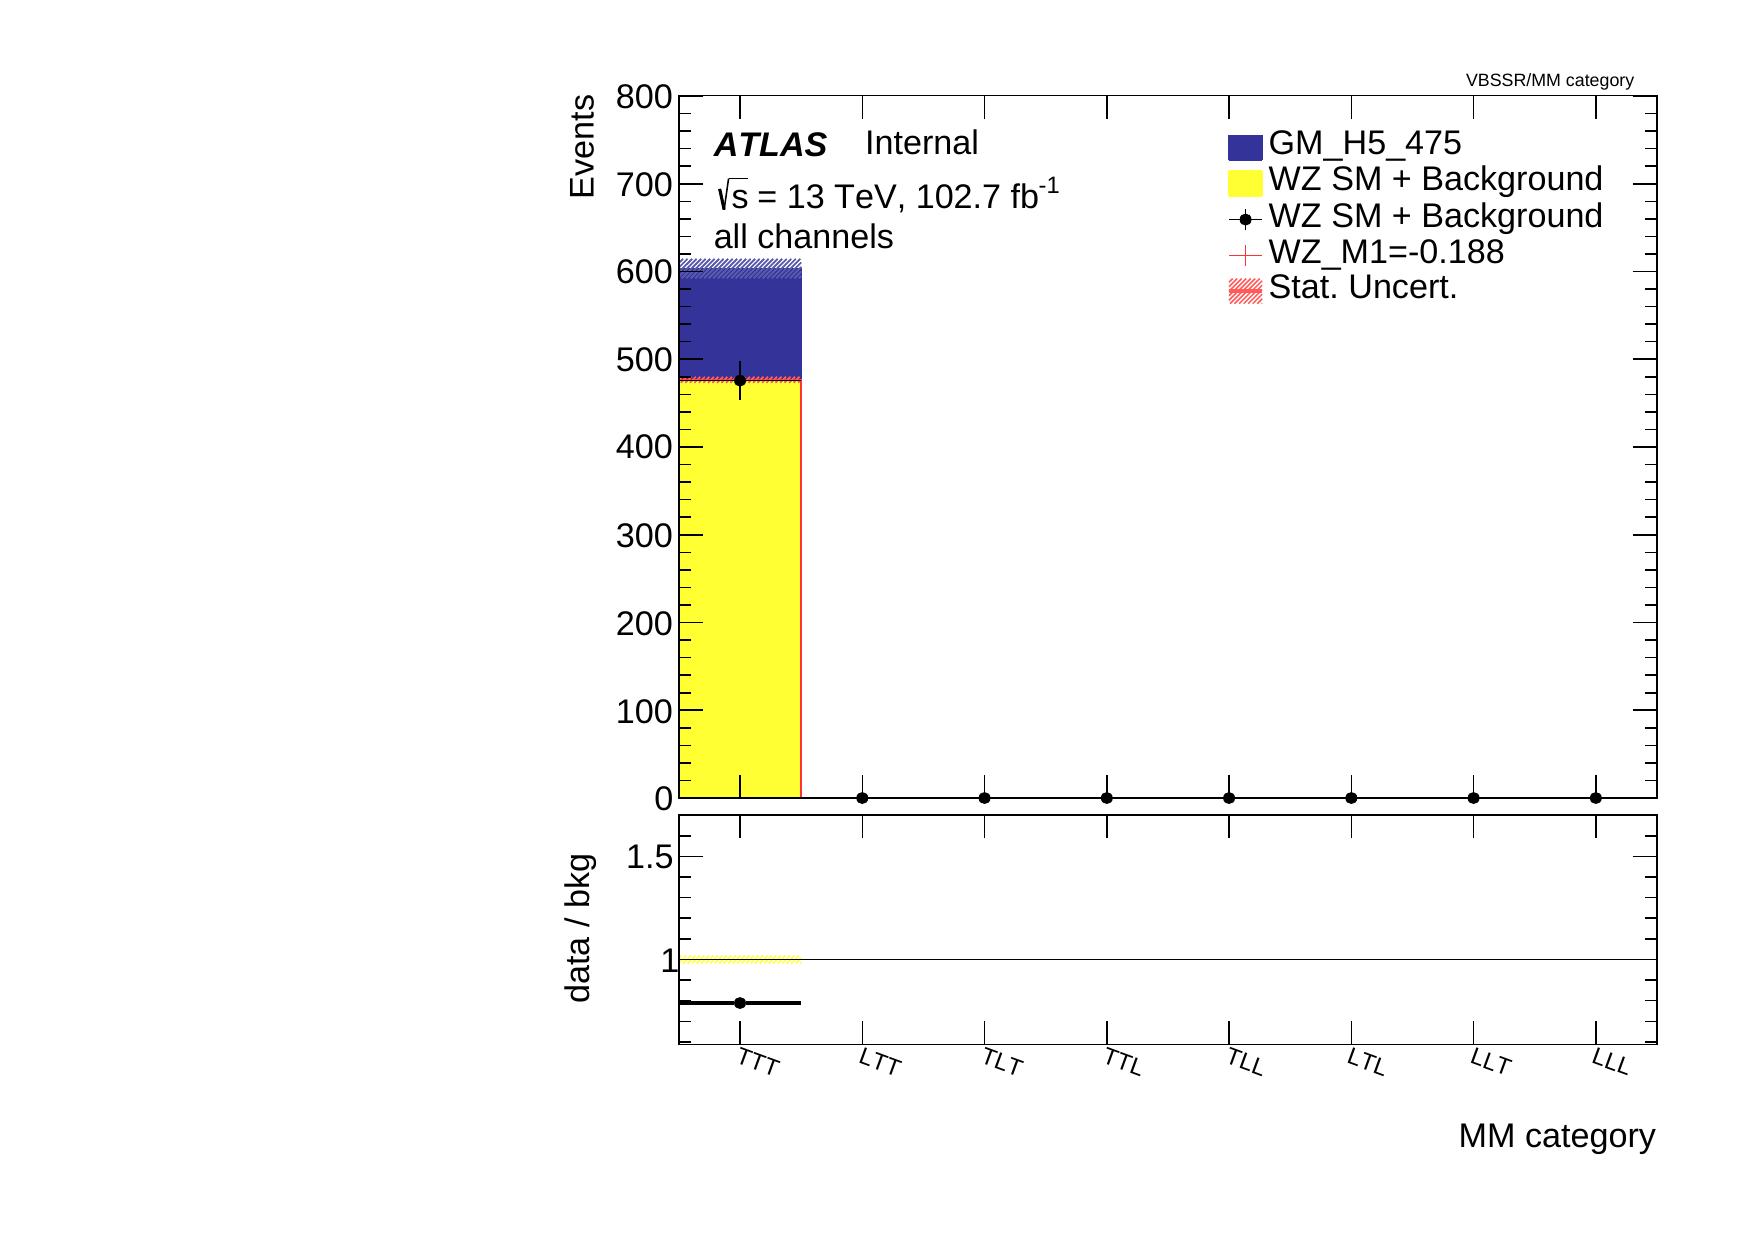 VBSSR/MM category
Events
800
700
600
500
400
300
200
100
0
ATLAS Internal
√s = 13 TeV, 102.7 fb-1
all channels
GM_H5_475
WZ SM + Background
WZ SM + Background
WZ_M1=-0.188
Stat. Uncert.
data / bkg
1.5
1
TTT LTT TLT TTL TLL LTL LLT LLL
MM category